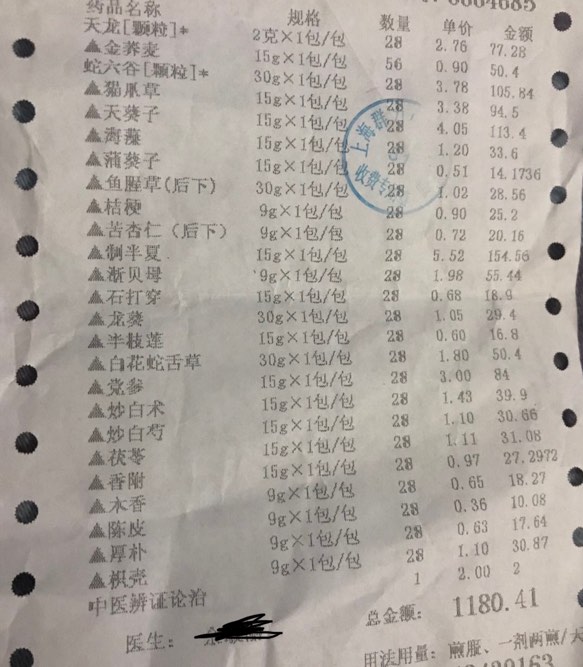 药品名称 规格 数量 单价 金额
天龙[颗粒]* 2克×1包/包 28 2.76 77.28
▲金荞麦 15g×1包/包 56 0.90 50.4
蛇六谷[颗粒]* 30g×1包/包 28 3.78 105.84
▲猫爪草 15g×1包/包 28 3.38 94.5
▲天葵子 15g×1包/包 28 4.05 113.4
▲海藻 15g×1包/包 28 1.20 33.6
▲蒲葵子 15g×1包/包 28 0.51 14.1736
▲鱼腥草(后下) 30g×1包/包 28 1.02 28.56
▲桔梗 9g×1包/包 28 0.90 25.2
▲苦杏仁(后下) 9g×1包/包 28 0.72 20.16
▲制半夏 15g×1包/包 28 5.52 154.56
▲浙贝母 9g×1包/包 28 1.98 55.44
▲石打穿 15g×1包/包 28 0.68 18.9
▲龙葵 30g×1包/包 28 1.05 29.4
▲半枝莲 15g×1包/包 28 0.60 16.8
▲白花蛇舌草 30g×1包/包 28 1.80 50.4
▲党参 15g×1包/包 28 3.00 84
▲炒白术 15g×1包/包 28 1.43 39.9
▲炒白芍 15g×1包/包 28 1.10 30.66
▲茯苓 15g×1包/包 28 1.11 31.08
▲香附 15g×1包/包 28 0.97 27.2972
▲木香 9g×1包/包 28 0.65 18.27
▲陈皮 9g×1包/包 28 0.36 10.08
▲厚朴 9g×1包/包 28 0.63 17.64
▲枳壳 9g×1包/包 28 1.10 30.87
中医辨证论治 1 2.00 2
总金额: 1180.41
医生:
用法用量: 煎服、一剂两煎/
上海群
收费专